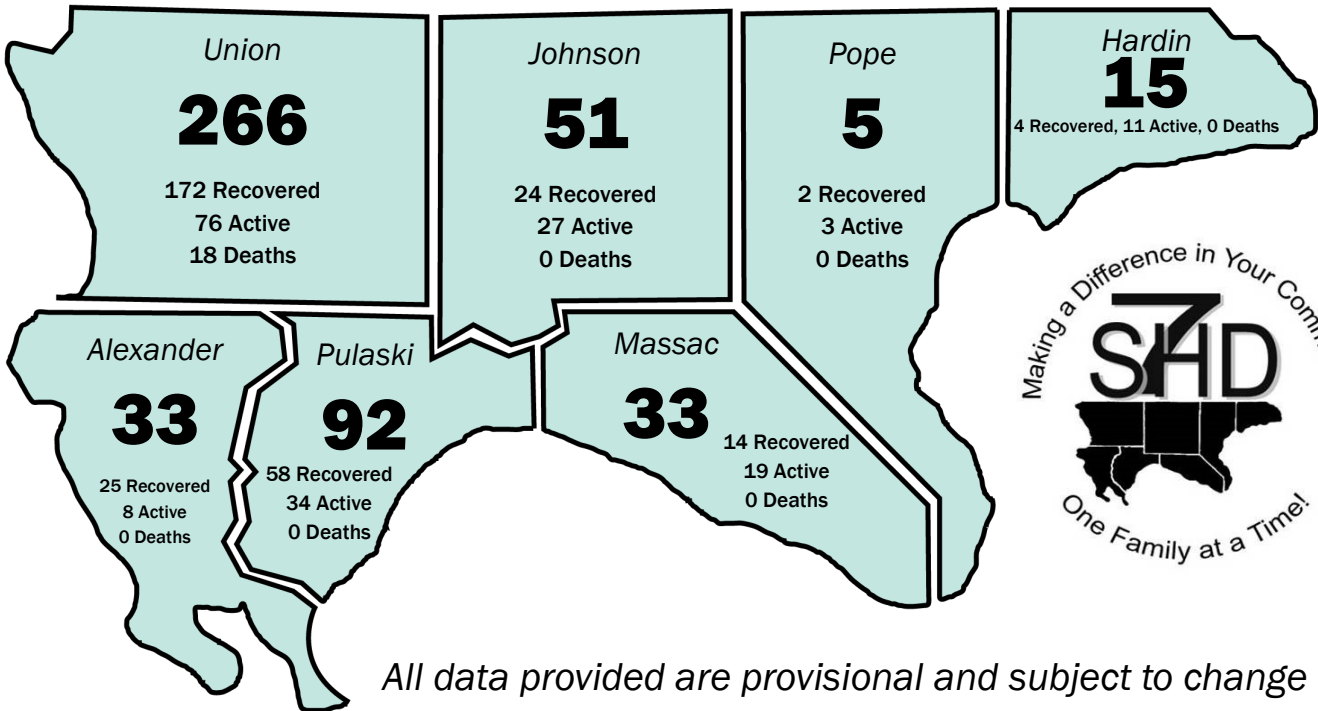 Union
266
172 Recovered
76 Active
18 Deaths
Johnson
51
24 Recovered
27 Active
0 Deaths
Pope
5
2 Recovered
3 Active
0 Deaths
Hardin
15
4 Recovered, 11 Active, 0 Deaths
Alexander
33
25 Recovered
8 Active
0 Deaths
Pulaski
92
58 Recovered
34 Active
0 Deaths
Massac
33
14 Recovered
19 Active
0 Deaths
Making a Difference in Your
S7HD
One Family at a Time!
All data provided are provisional and subject to change